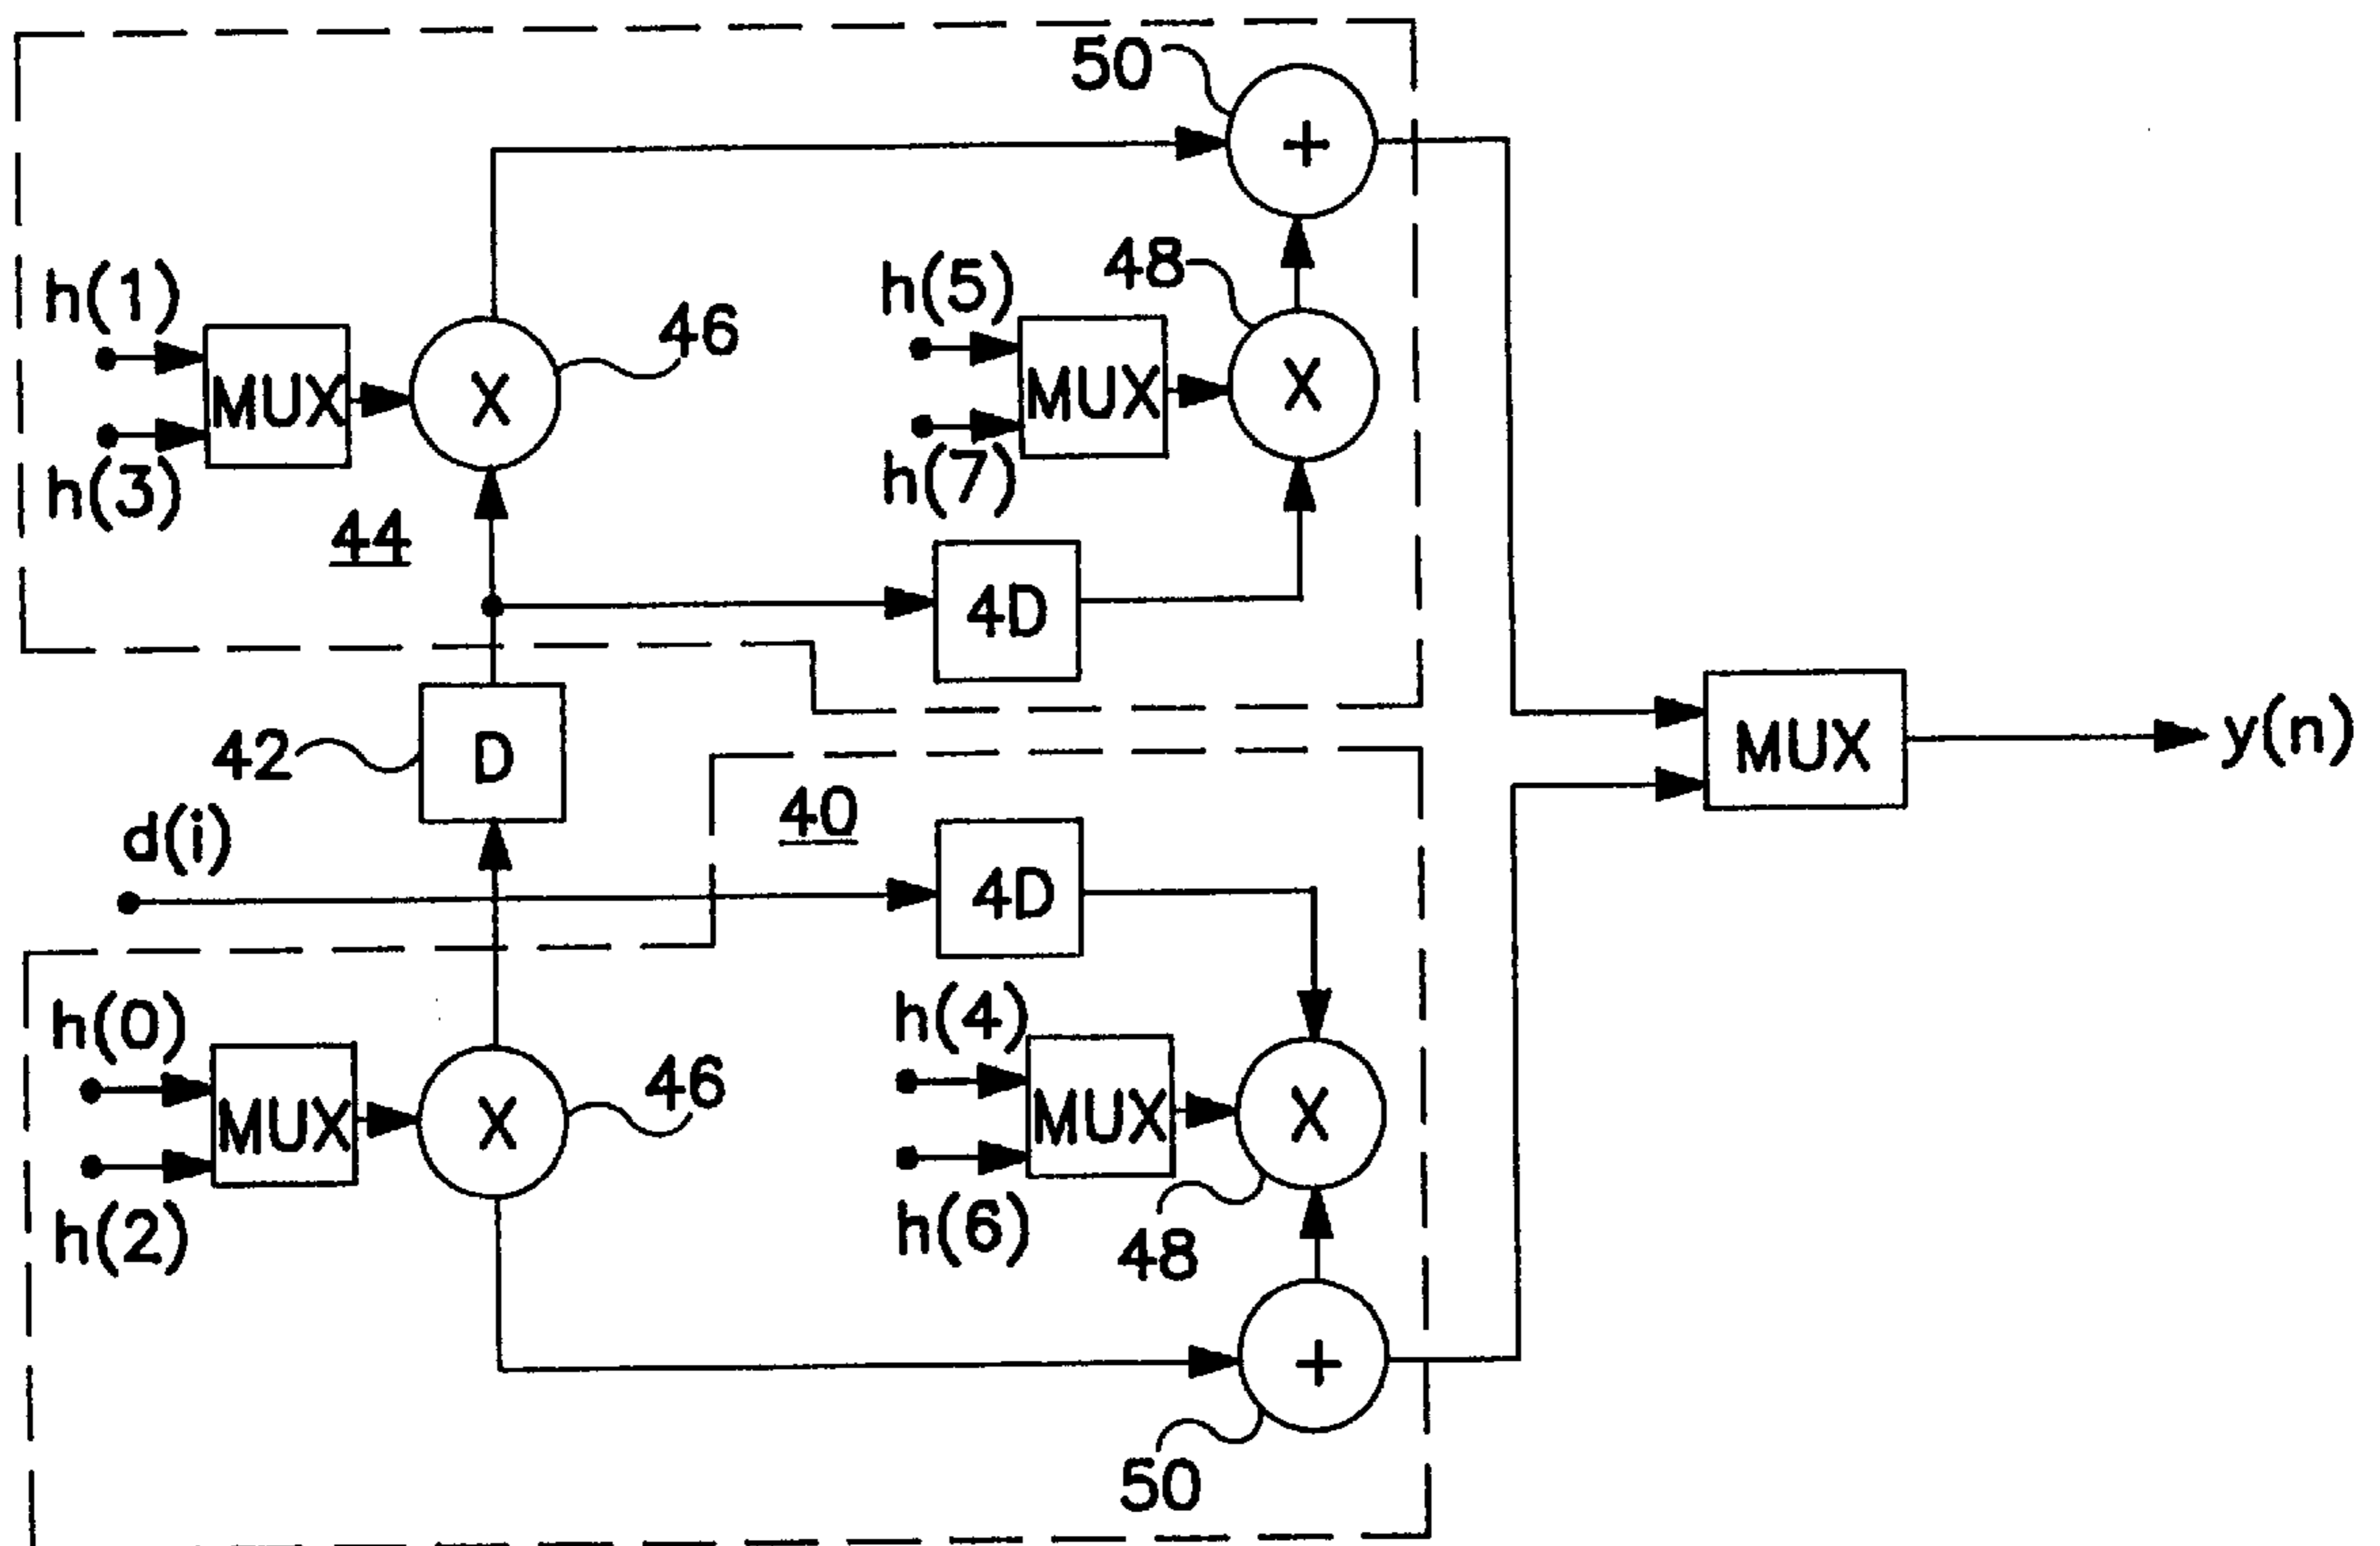 50
+
h(1)
MUX
X
46
h(3)
h(5)
MUX
48
X
h(7)
44
4D
42
D
MUX
y(n)
40
d(i)
4D
h(0)
MUX
X
46
h(2)
h(4)
MUX
X
h(6)
48
+
50